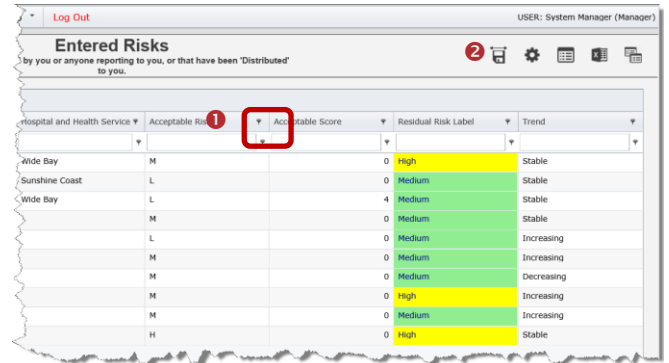 Log Out
USER: System Manager (Manager)
Entered Risks
by you or anyone reporting to you, or that have been 'Distributed'
to you.
2
1
Hospital and Health Service Acceptable Ris Acceptable Score Residual Risk Label Trend
Wide Bay M 0 High Stable
Sunshine Coast L 0 Medium Stable
Wide Bay L 4 Medium Stable
M 0 Medium Stable
L 0 Medium Increasing
M 0 Medium Increasing
M 0 Medium Decreasing
M 0 High Increasing
M 0 Medium Increasing
H 0 High Stable